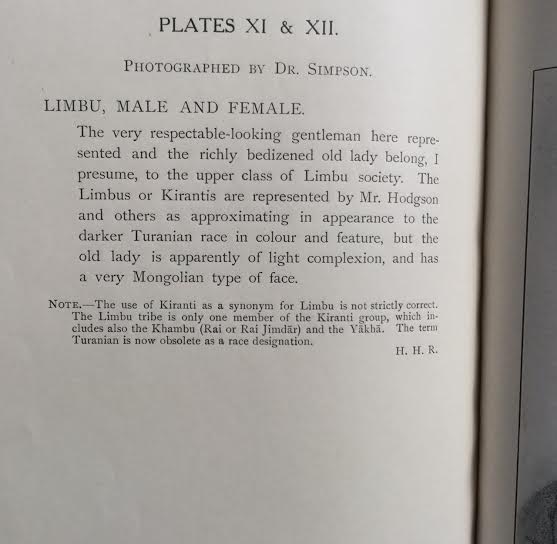 PLATES XI & XII.
PHOTOGRAPHED BY DR. SIMPSON.
LIMBU, MALE AND FEMALE.
The very respectable-looking gentleman here repre-
sented and the richly bedizened old lady belong, I
presume, to the upper class of Limbu society. The
Limbus or Kirantis are represented by Mr. Hodgson
and others as approximating in appearance to the
darker Turanian race in colour and feature, but the
old lady is apparently of light complexion, and has
a very Mongolian type of face.
NOTE.—The use of Kiranti as a synonym for Limbu is not strictly correct.
The Limbu tribe is only one member of the Kiranti group, which in-
cludes also the Khambu (Rai or Rai Jimdār) and the Yākhā. The term
Turanian is now obsolete as a race designation.
H. H. R.